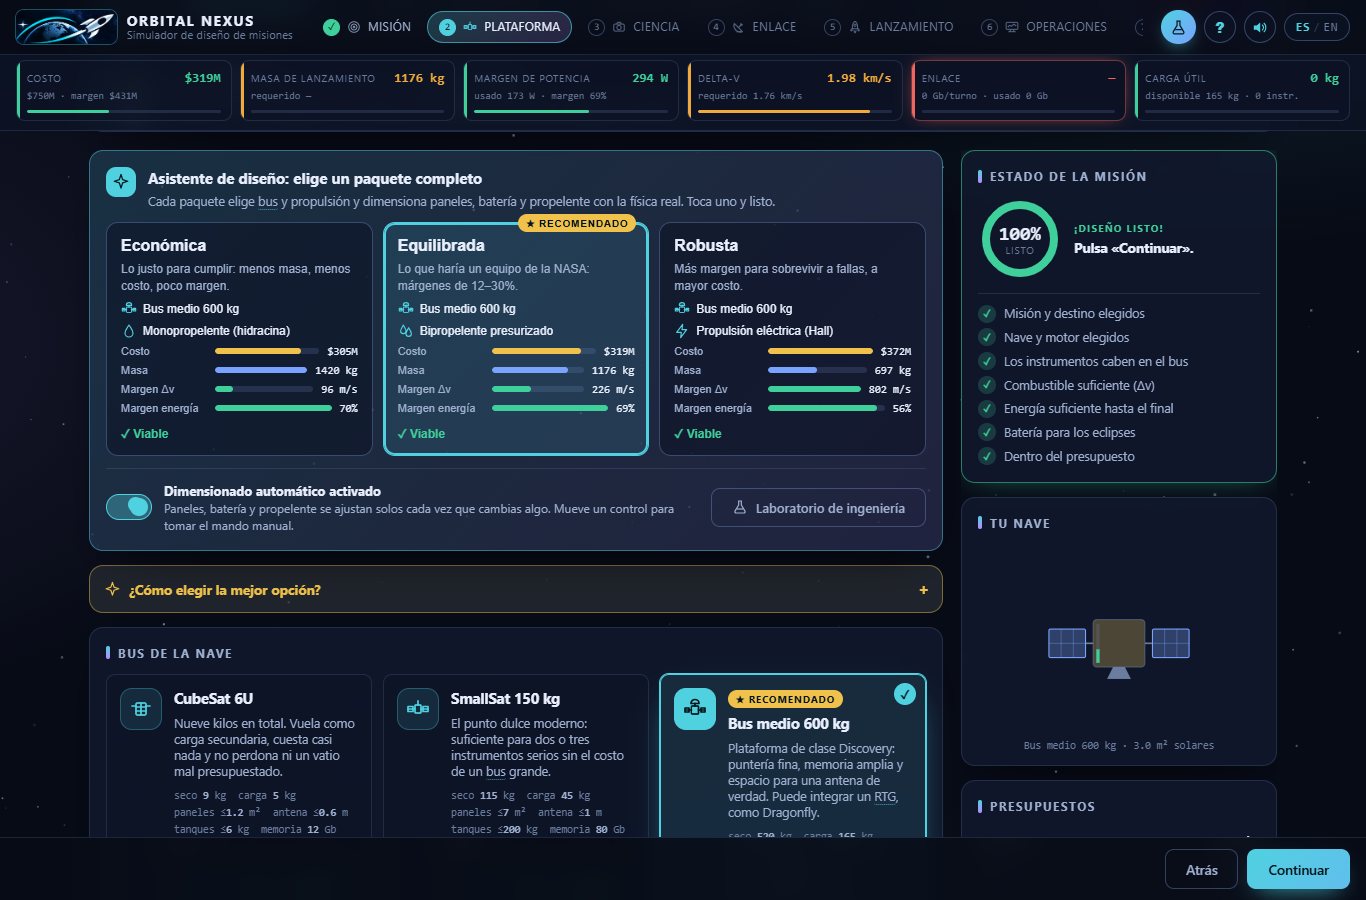 ORBITAL NEXUS
Simulador de diseño de misiones
✓ MISIÓN
2 PLATAFORMA
3 CIENCIA
4 ENLACE
5 LANZAMIENTO
6 OPERACIONES
?
ES / EN
COSTO $319M
$750M · margen $431M
MASA DE LANZAMIENTO 1176 kg
requerido —
MARGEN DE POTENCIA 294 W
usado 173 W · margen 69%
DELTA-V 1.98 km/s
requerido 1.76 km/s
ENLACE —
0 Gb/turno · usado 0 Gb
CARGA ÚTIL 0 kg
disponible 165 kg · 0 instr.
Asistente de diseño: elige un paquete completo
Cada paquete elige bus y propulsión y dimensiona paneles, batería y propelente con la física real. Toca uno y listo.
Económica
Lo justo para cumplir: menos masa, menos
costo, poco margen.
Bus medio 600 kg
Monopropelente (hidracina)
Costo $305M
Masa 1420 kg
Margen Δv 96 m/s
Margen energía 70%
✓ Viable
★ RECOMENDADO
Equilibrada
Lo que haría un equipo de la NASA:
márgenes de 12–30%.
Bus medio 600 kg
Bipropelente presurizado
Costo $319M
Masa 1176 kg
Margen Δv 226 m/s
Margen energía 69%
✓ Viable
Robusta
Más margen para sobrevivir a fallas, a
mayor costo.
Bus medio 600 kg
Propulsión eléctrica (Hall)
Costo $372M
Masa 697 kg
Margen Δv 802 m/s
Margen energía 56%
✓ Viable
Dimensionado automático activado
Paneles, batería y propelente se ajustan solos cada vez que cambias algo. Mueve un control para
tomar el mando manual.
Laboratorio de ingeniería
¿Cómo elegir la mejor opción? +
BUS DE LA NAVE
CubeSat 6U
Nueve kilos en total. Vuela como
carga secundaria, cuesta casi
nada y no perdona ni un vatio
mal presupuestado.
seco 9 kg carga 5 kg
paneles ≤1.2 m² antena ≤0.6 m
tanques ≤6 kg memoria 12 Gb
SmallSat 150 kg
El punto dulce moderno:
suficiente para dos o tres
instrumentos serios sin el costo
de un bus grande.
seco 115 kg carga 45 kg
paneles ≤7 m² antena ≤1 m
tanques ≤200 kg memoria 80 Gb
★ RECOMENDADO
Bus medio 600 kg
Plataforma de clase Discovery:
puntería fina, memoria amplia y
espacio para una antena de
verdad. Puede integrar un RTG,
como Dragonfly.
seco 520 kg carga 165 kg
ESTADO DE LA MISIÓN
100%
LISTO
¡DISEÑO LISTO!
Pulsa «Continuar».
Misión y destino elegidos
Nave y motor elegidos
Los instrumentos caben en el bus
Combustible suficiente (Δv)
Energía suficiente hasta el final
Batería para los eclipses
Dentro del presupuesto
TU NAVE
Bus medio 600 kg · 3.0 m² solares
PRESUPUESTOS
Atrás
Continuar